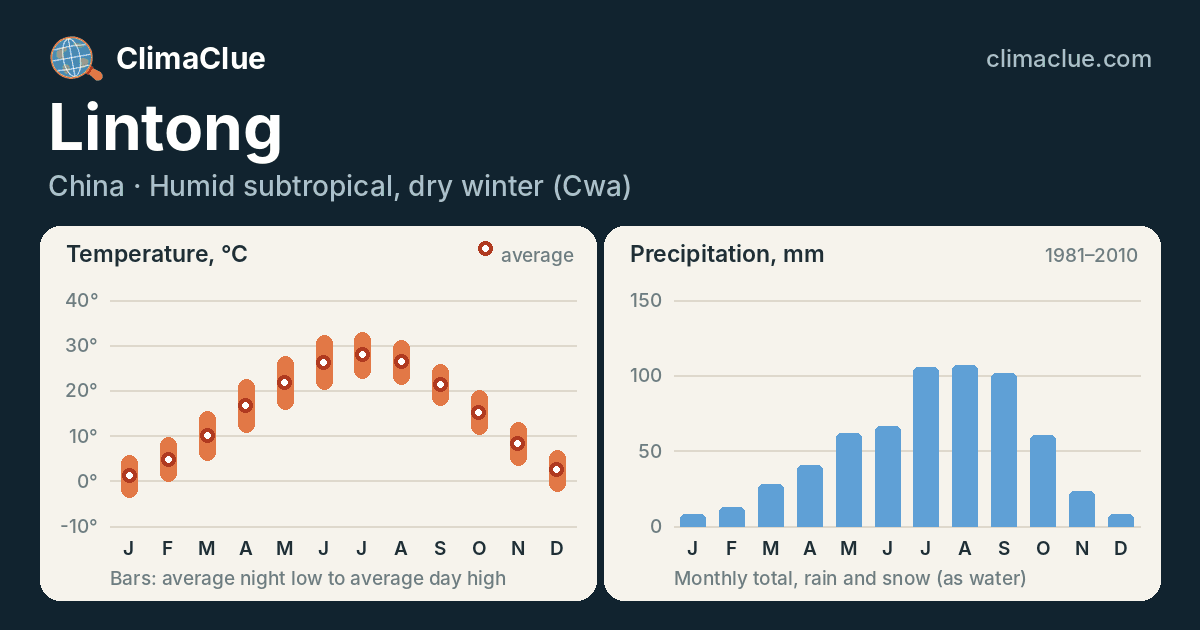 ClimaClue
climaclue.com
Lintong
China · Humid subtropical, dry winter (Cwa)
Temperature, °C
average
40°
30°
20°
10°
0°
-10°
J F M A M J J A S O N D
Bars: average night low to average day high
Precipitation, mm
1981–2010
150
100
50
0
J F M A M J J A S O N D
Monthly total, rain and snow (as water)